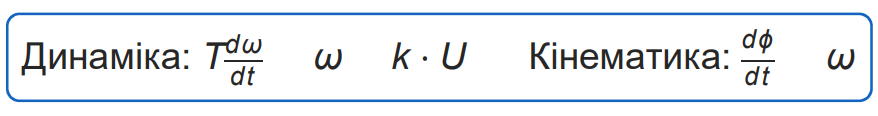 Динаміка: T dω/dt ω k · U Кінематика: dϕ/dt ω